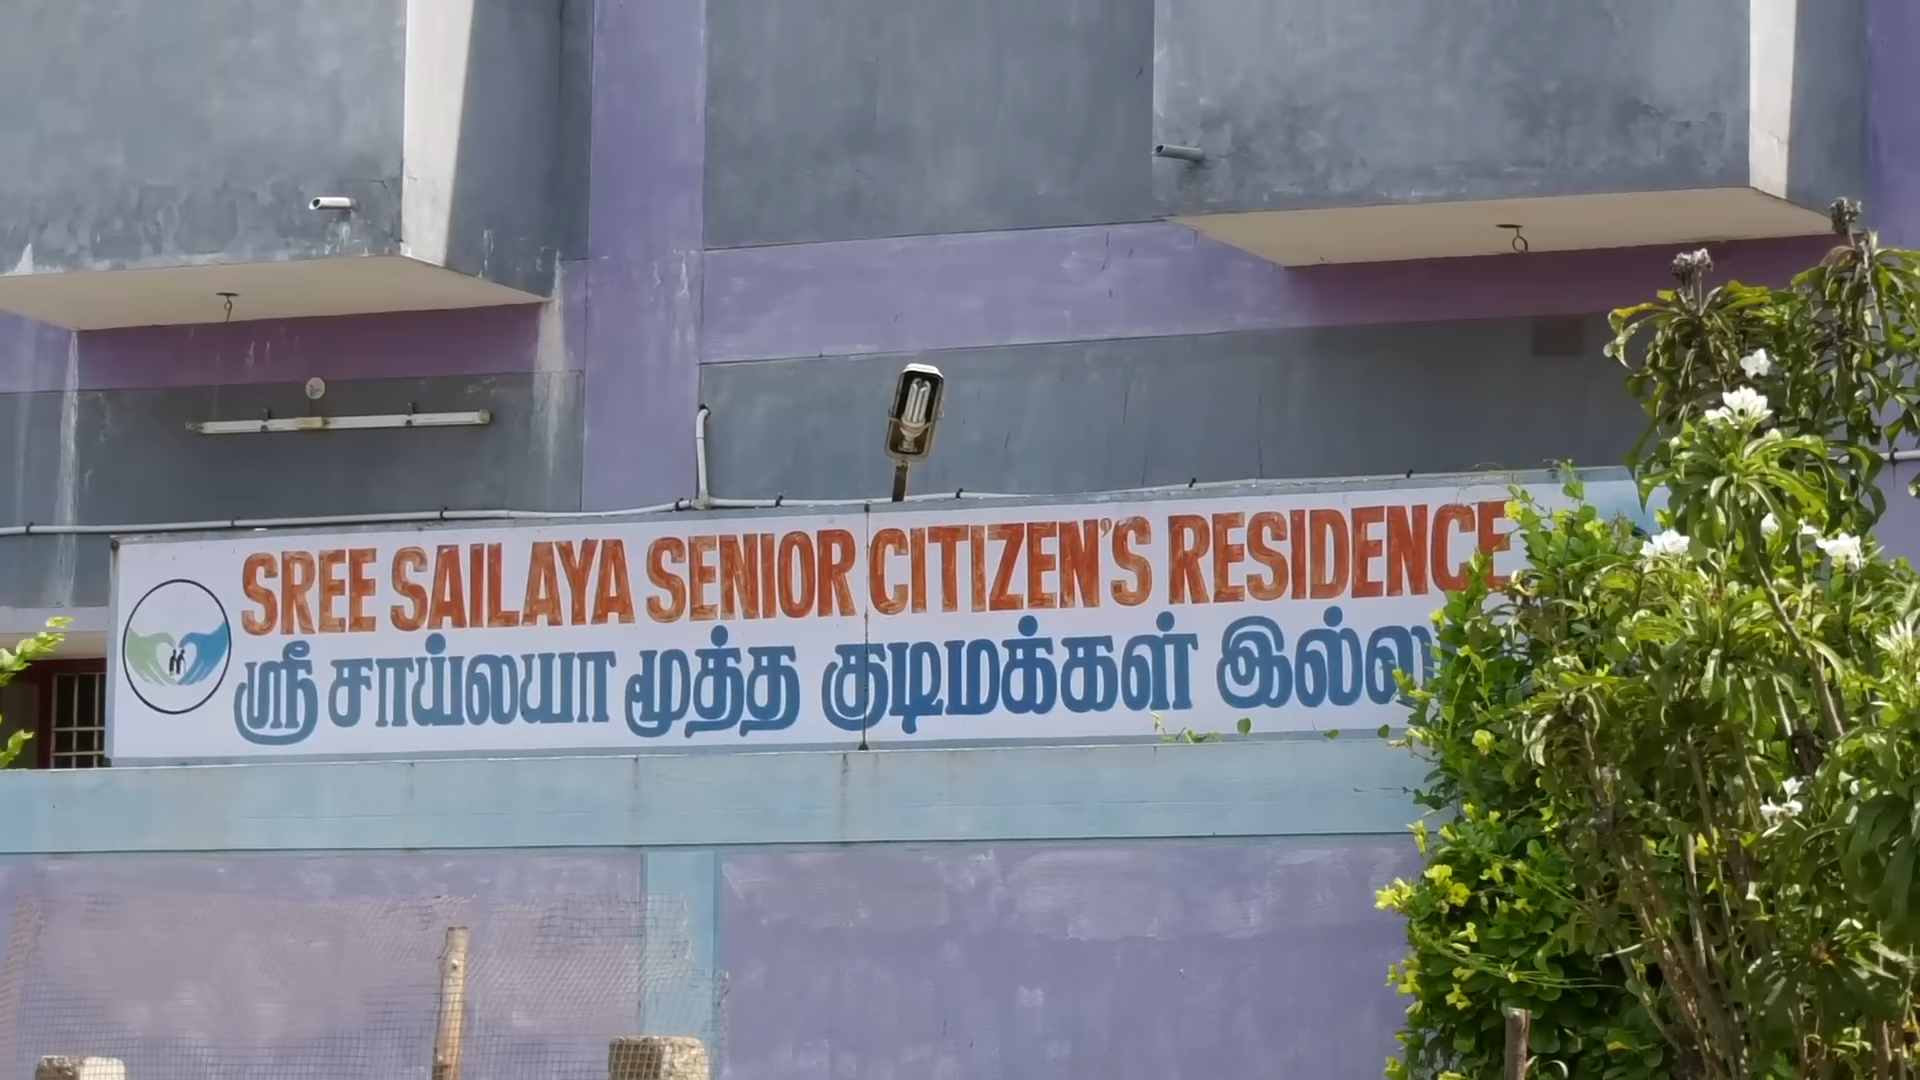 SREE SAILAYA SENIOR CITIZEN'S RESIDENCE
ஸ்ரீ சாய்லயா மூத்த குடிமக்கள்